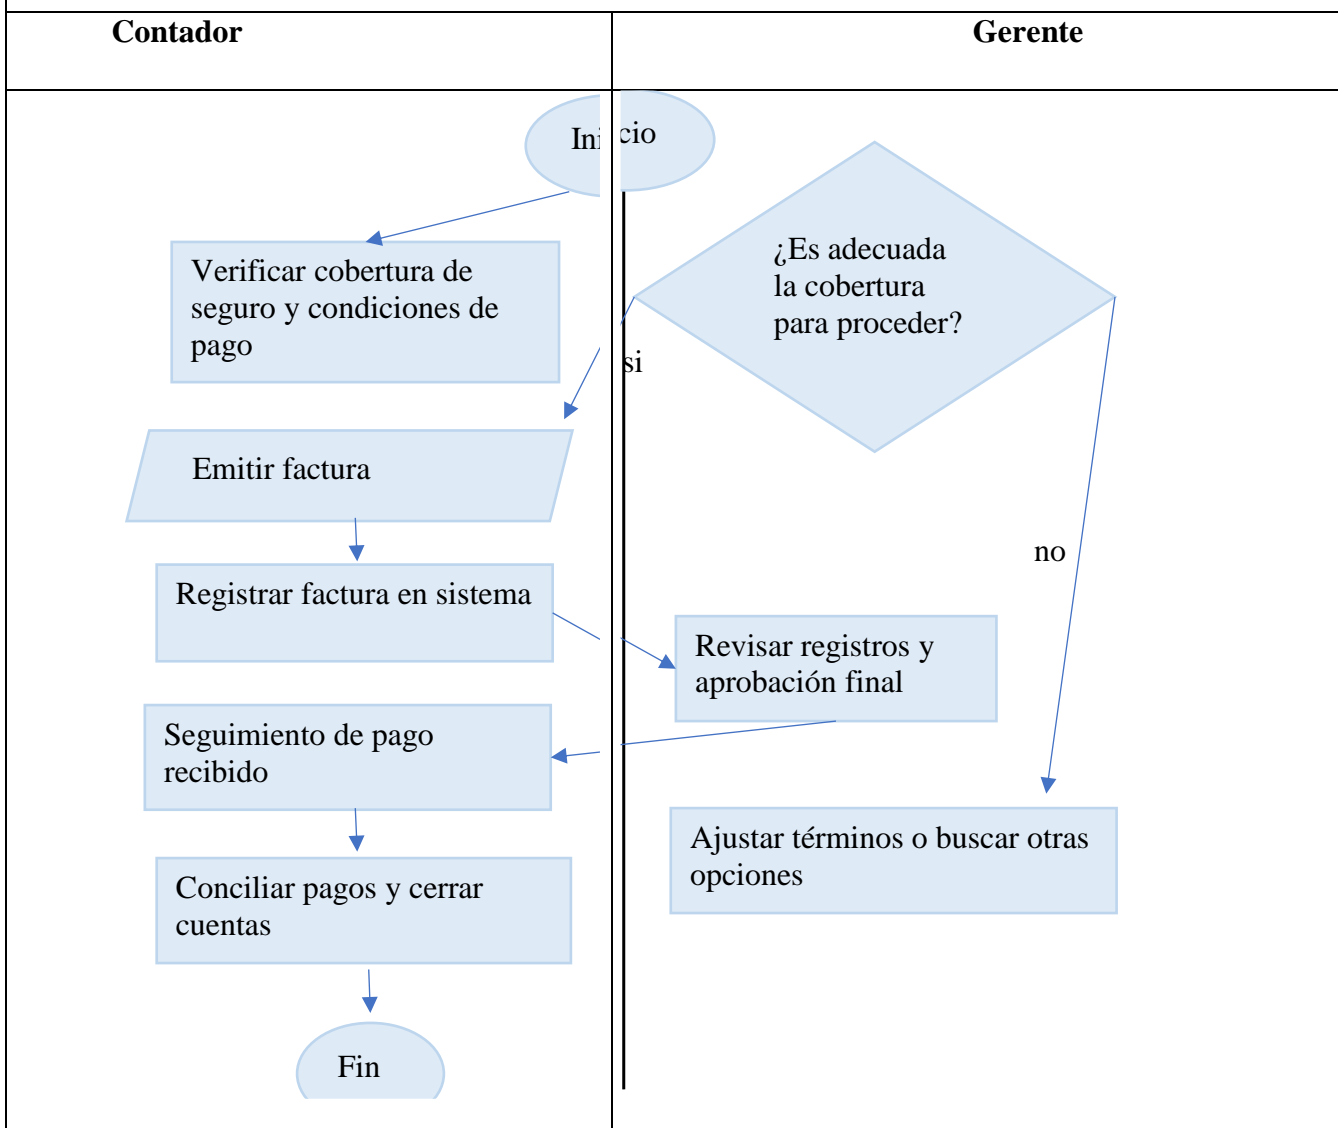 Contador
Gerente
Inicio
Verificar cobertura de
seguro y condiciones de
pago
¿Es adecuada
la cobertura
para proceder?
si
Emitir factura
no
Registrar factura en sistema
Revisar registros y
aprobación final
Seguimiento de pago
recibido
Ajustar términos o buscar otras
opciones
Conciliar pagos y cerrar
cuentas
Fin